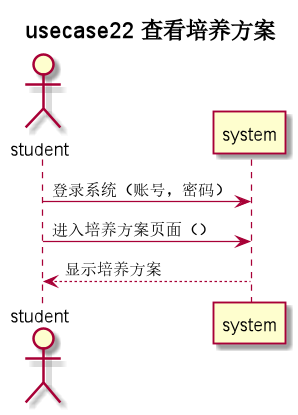 usecase22 查看培养方案
student
system
登录系统（账号，密码）
进入培养方案页面（）
显示培养方案
student
system